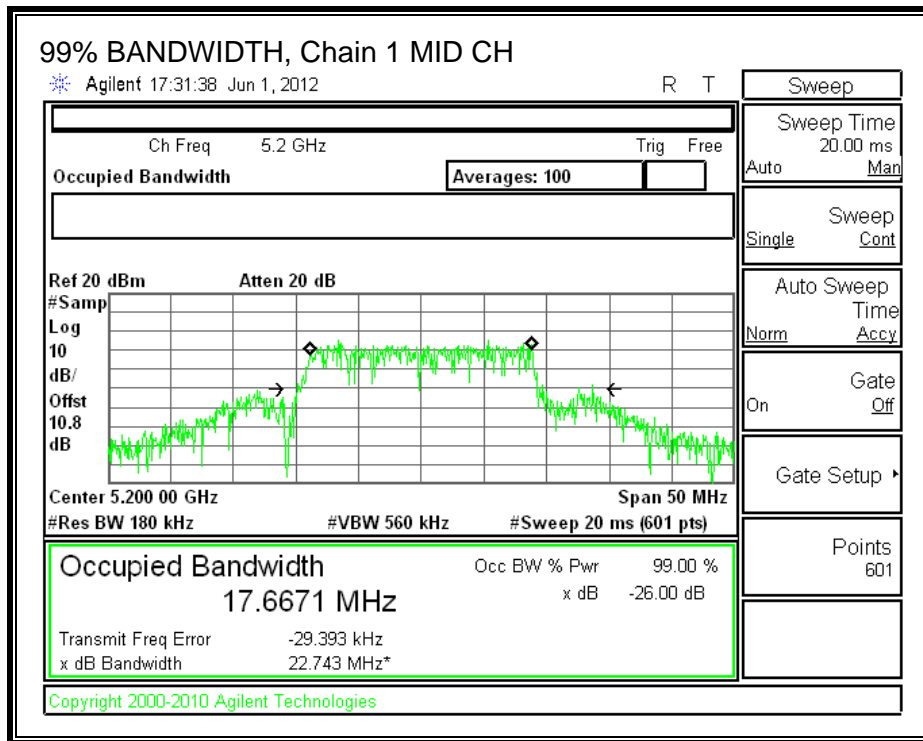 99% BANDWIDTH, Chain 1 MID CH
Agilent 17:31:38 Jun 1, 2012 R T
Ch Freq 5.2 GHz Trig Free
Occupied Bandwidth Averages: 100
Ref 20 dBm Atten 20 dB
#Samp
Log
10
dB/
Offst
10.8
dB
Center 5.200 00 GHz Span 50 MHz
#Res BW 180 kHz #VBW 560 kHz #Sweep 20 ms (601 pts)
Occupied Bandwidth Occ BW % Pwr 99.00 %
17.6671 MHz x dB -26.00 dB
Transmit Freq Error -29.393 kHz
x dB Bandwidth 22.743 MHz*
Copyright 2000-2010 Agilent Technologies
Sweep
Sweep Time
20.00 ms
Auto Man
Sweep
Single Cont
Auto Sweep
Time
Norm Accy
Gate
On Off
Gate Setup
Points
601